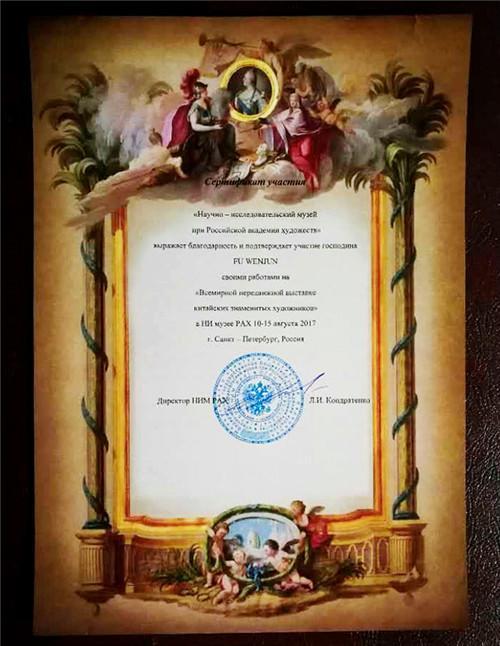 Сертификат участия
«Научно – исследовательский музей
при Российской академии художеств»
выражает благодарность и подтверждает участие господина
FU WENJUN
своими работами на
«Всемирной передвижной выставке
китайских знаменитых художников»
в НИ музее РАХ 10-15 августа 2017
г. Санкт – Петербург, Россия
Директор НИМ РАХ Л.И. Кондратенко